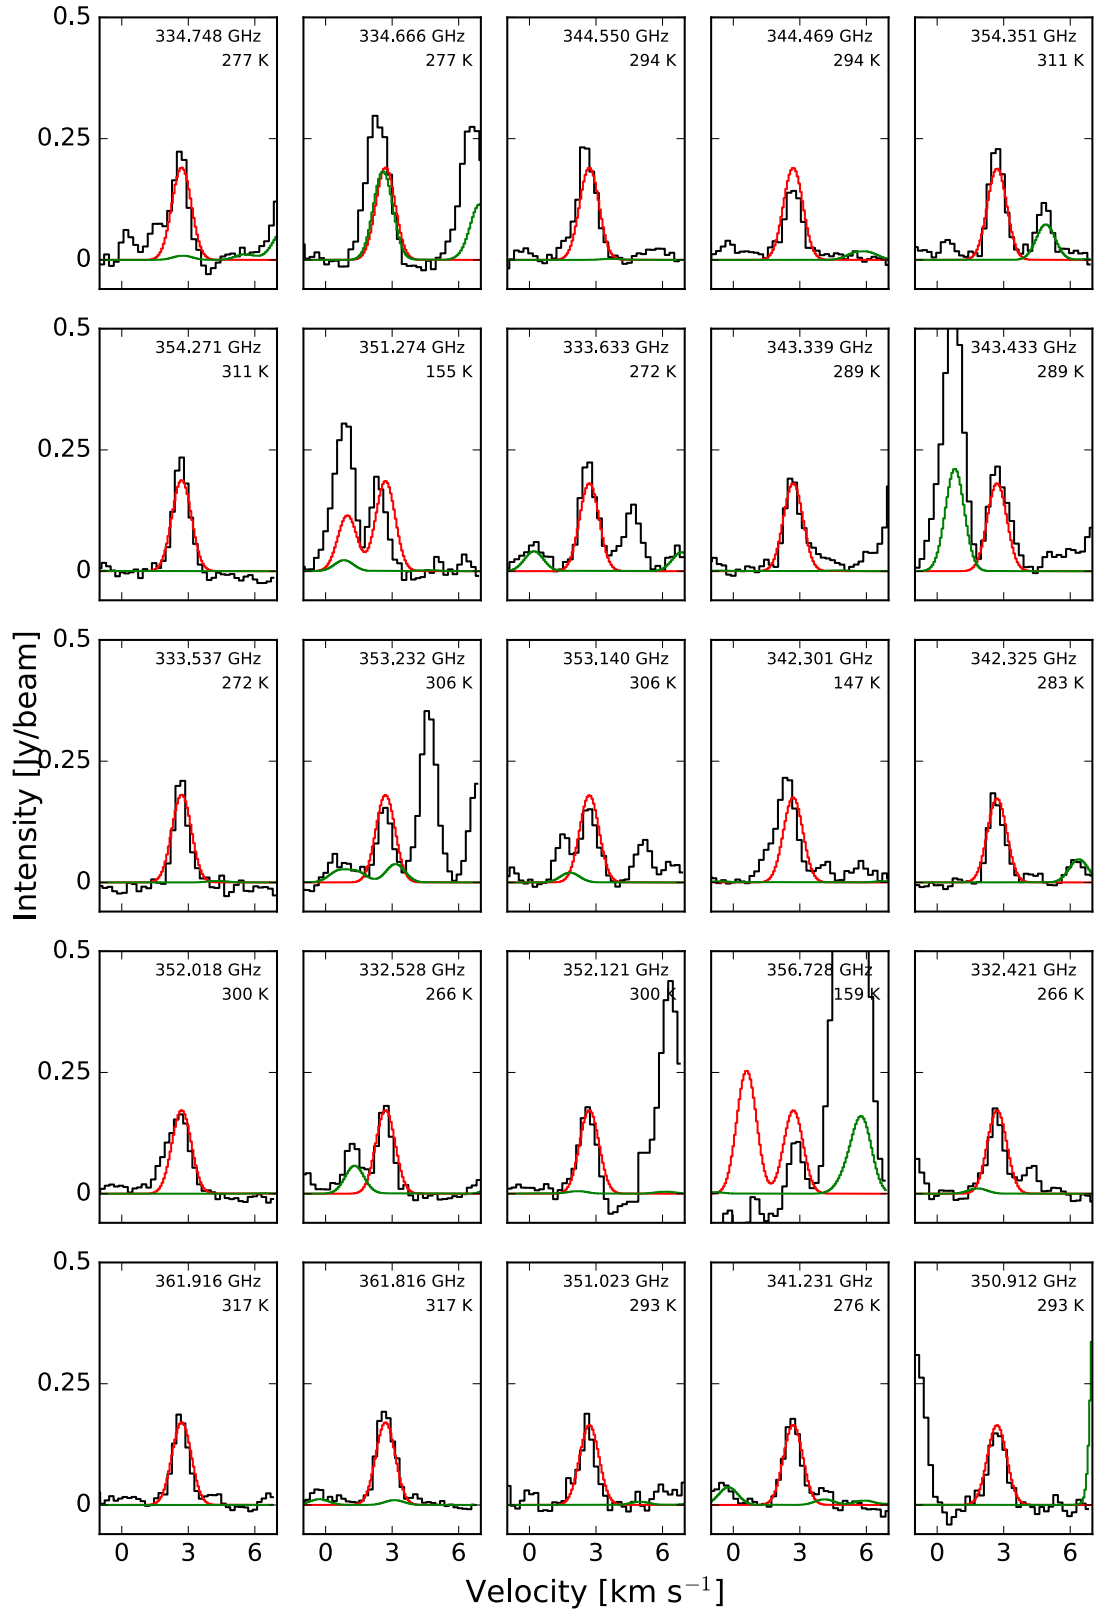 0.5
334.748 GHz
277 K
334.666 GHz
277 K
344.550 GHz
294 K
344.469 GHz
294 K
354.351 GHz
311 K
0.25
0
0.5
354.271 GHz
311 K
351.274 GHz
155 K
333.633 GHz
272 K
343.339 GHz
289 K
343.433 GHz
289 K
0.25
0
0.5
333.537 GHz
272 K
353.232 GHz
306 K
353.140 GHz
306 K
342.301 GHz
147 K
342.325 GHz
283 K
0.25
0
Intensity [Jy/beam]
0.5
352.018 GHz
300 K
332.528 GHz
266 K
352.121 GHz
300 K
356.728 GHz
159 K
332.421 GHz
266 K
0.25
0
0.5
361.916 GHz
317 K
361.816 GHz
317 K
351.023 GHz
293 K
341.231 GHz
276 K
350.912 GHz
293 K
0.25
0
0 3 6 0 3 6 0 3 6 0 3 6 0 3 6
Velocity [km s⁻¹]